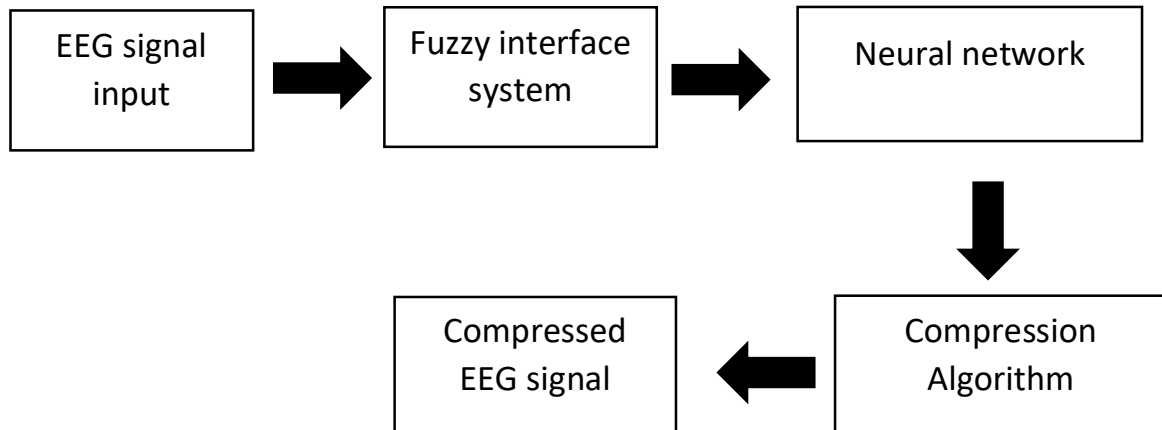 EEG signal
input
Fuzzy interface
system
Neural network
Compression
Algorithm
Compressed
EEG signal